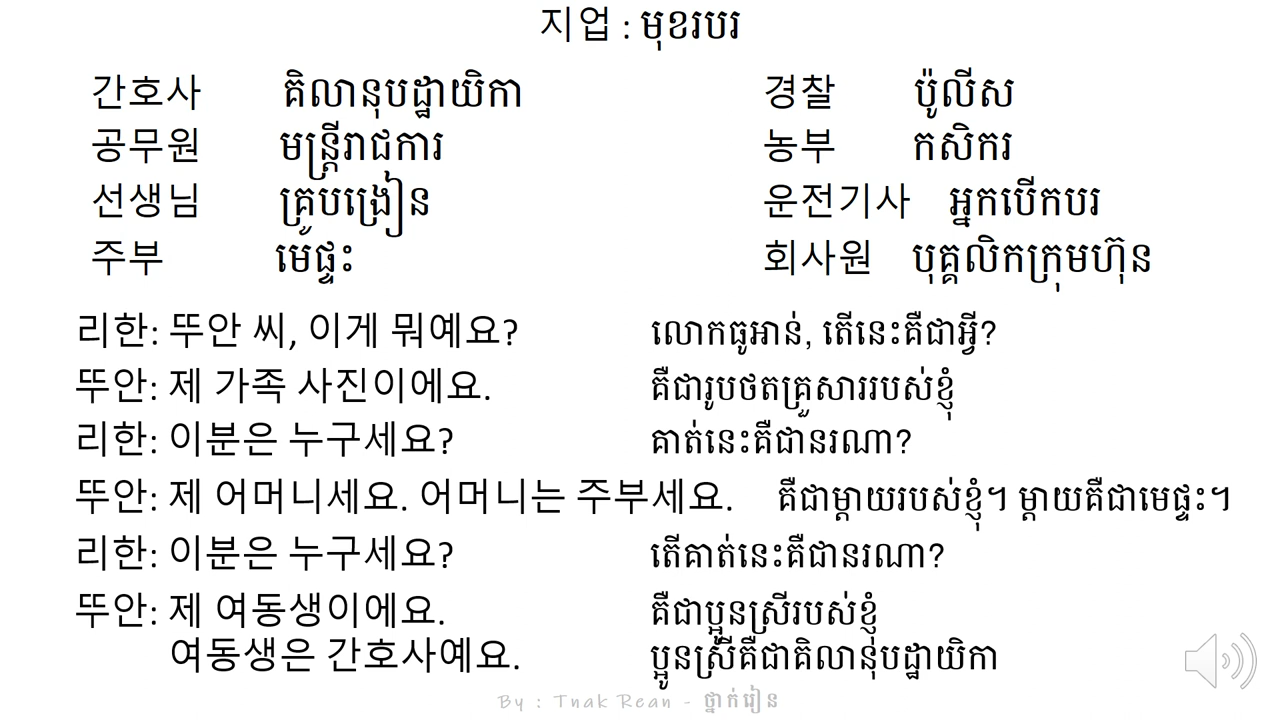 지업 : មុខរបរ
간호사 គិលានុបដ្ឋាយិកា 경찰 ប៉ូលីស
공무원 មន្ត្រីរាជការ 농부 កសិករ
선생님 គ្រូបង្រៀន 운전기사 អ្នកបើកបរ
주부 មេផ្ទះ 회사원 បុគ្គលិកក្រុមហ៊ុន
리한: 뚜안 씨, 이게 뭐예요? លោកធូអាន់, តើនេះគឺជាអ្វី?
뚜안: 제 가족 사진이에요. គឺជារូបថតគ្រួសាររបស់ខ្ញុំ
리한: 이분은 누구세요? គាត់នេះគឺជានរណា?
뚜안: 제 어머니세요. 어머니는 주부세요. គឺជាម្តាយរបស់ខ្ញុំ។ ម្តាយគឺជាមេផ្ទះ។
리한: 이분은 누구세요? តើគាត់នេះគឺជានរណា?
뚜안: 제 여동생이에요. គឺជាប្អូនស្រីរបស់ខ្ញុំ
여동생은 간호사예요. ប្អូនស្រីគឺជាគិលានុបដ្ឋាយិកា
By : Tnak Rean - ថ្នាក់រៀន